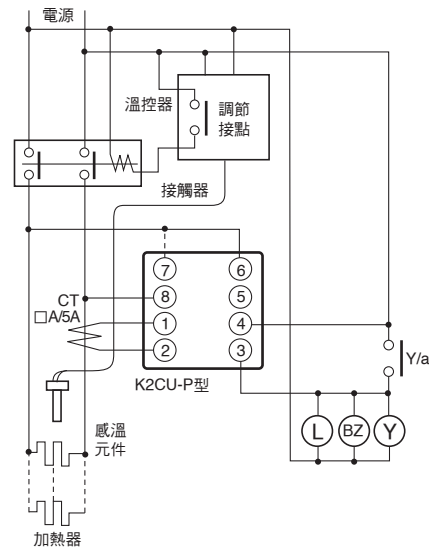 電源
溫控器
調節
接點
接觸器
CT
□A/5A
7
6
8
5
1
4
2
3
K2CU-P型
Y/a
L
BZ
Y
感溫
元件
加熱器